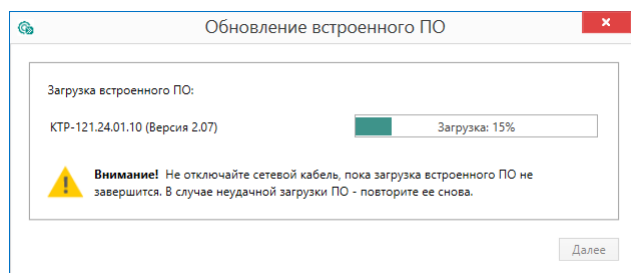 Обновление встроенного ПО
Загрузка встроенного ПО:
КТР-121.24.01.10 (Версия 2.07)
Загрузка: 15%
Внимание! Не отключайте сетевой кабель, пока загрузка встроенного ПО не
завершится. В случае неудачной загрузки ПО - повторите ее снова.
Далее